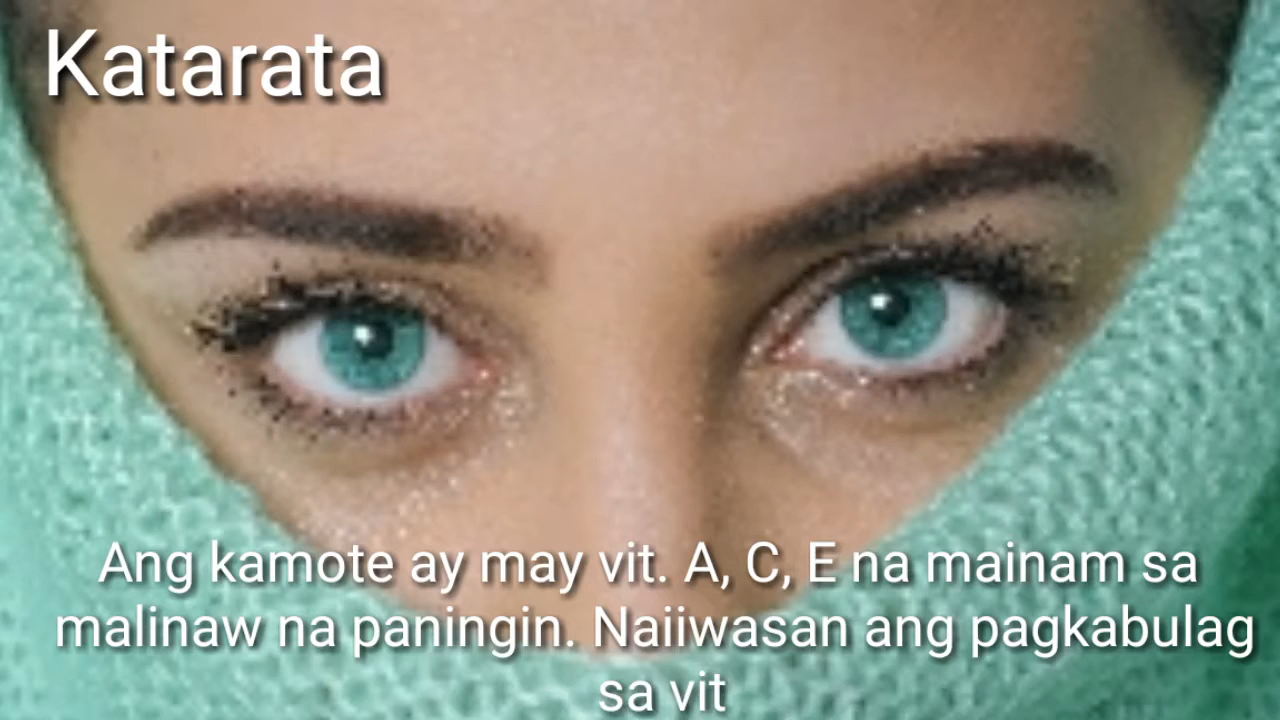 Katarata
Ang kamote ay may vit. A, C, E na mainam sa
malinaw na paningin. Naiiwasan ang pagkabulag
sa vit